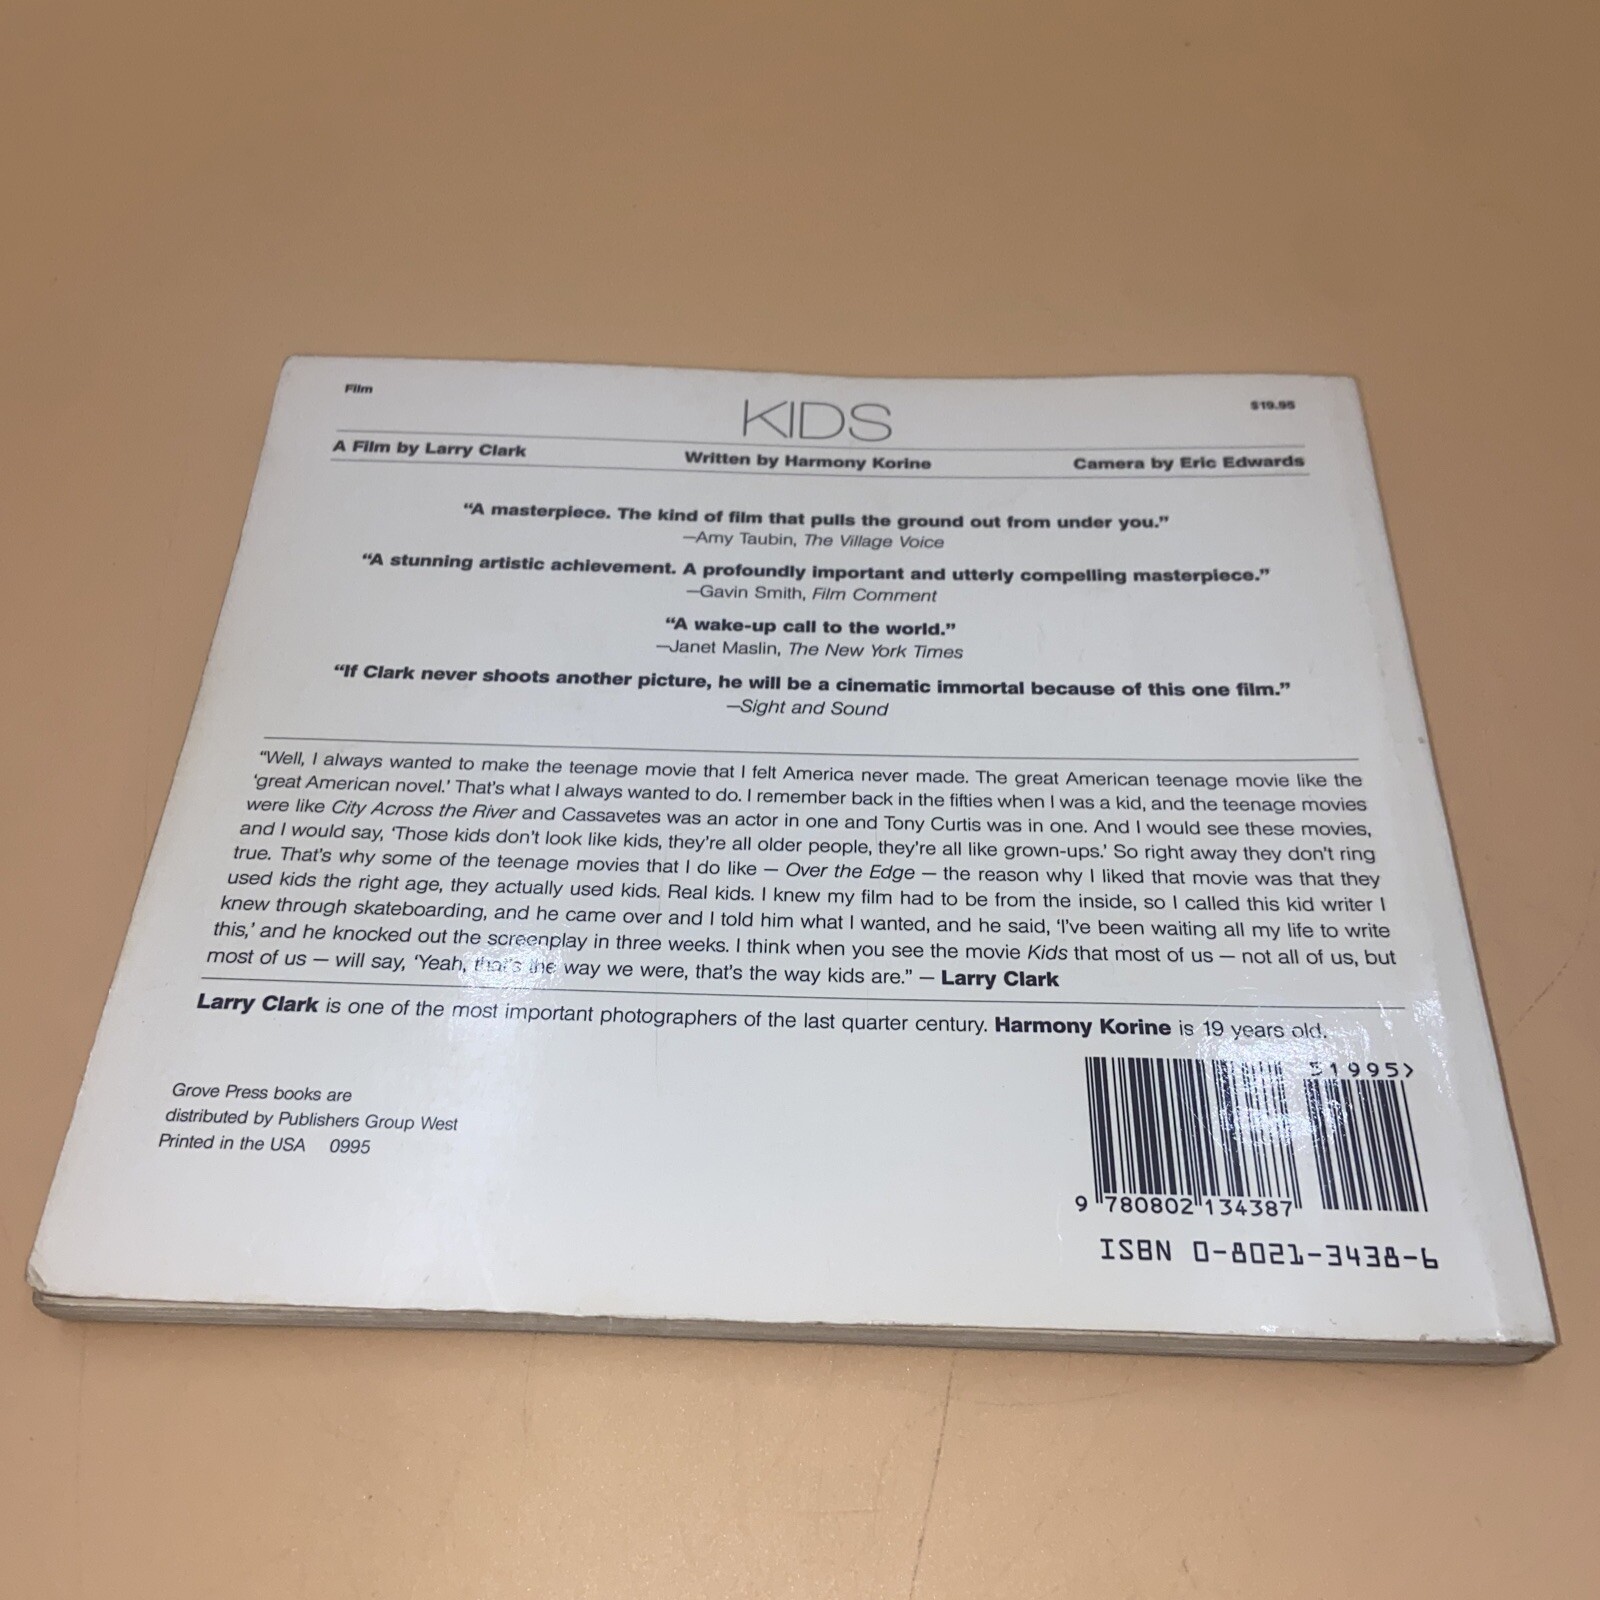 Film
$19.95
KIDS
A Film by Larry Clark
Written by Harmony Korine
Camera by Eric Edwards
“A masterpiece. The kind of film that pulls the ground out from under you.”
—Amy Taubin, The Village Voice
“A stunning artistic achievement. A profoundly important and utterly compelling masterpiece.”
—Gavin Smith, Film Comment
“A wake-up call to the world.”
—Janet Maslin, The New York Times
“If Clark never shoots another picture, he will be a cinematic immortal because of this one film.”
—Sight and Sound
“Well, I always wanted to make the teenage movie that I felt America never made. The great American teenage movie like the
‘great American novel.’ That’s what I always wanted to do. I remember back in the fifties when I was a kid, and the teenage movies
were like City Across the River and Cassavetes was an actor in one and Tony Curtis was in one. And I would see these movies,
and I would say, ‘Those kids don’t look like kids, they’re all older people, they’re all like grown-ups.’ So right away they don’t ring
true. That’s why some of the teenage movies that I do like — Over the Edge — the reason why I liked that movie was that they
used kids the right age, they actually used kids. Real kids. I knew my film had to be from the inside, so I called this kid writer I
knew through skateboarding, and he came over and I told him what I wanted, and he said, ‘I’ve been waiting all my life to write
this,’ and he knocked out the screenplay in three weeks. I think when you see the movie Kids that most of us — not all of us, but
most of us — will say, ‘Yeah, that’s the way we were, that’s the way kids are.” — Larry Clark
Larry Clark is one of the most important photographers of the last quarter century. Harmony Korine is 19 years old.
Grove Press books are
distributed by Publishers Group West
Printed in the USA 0995
51995>
9 780802 134387
ISBN 0-8021-3438-6